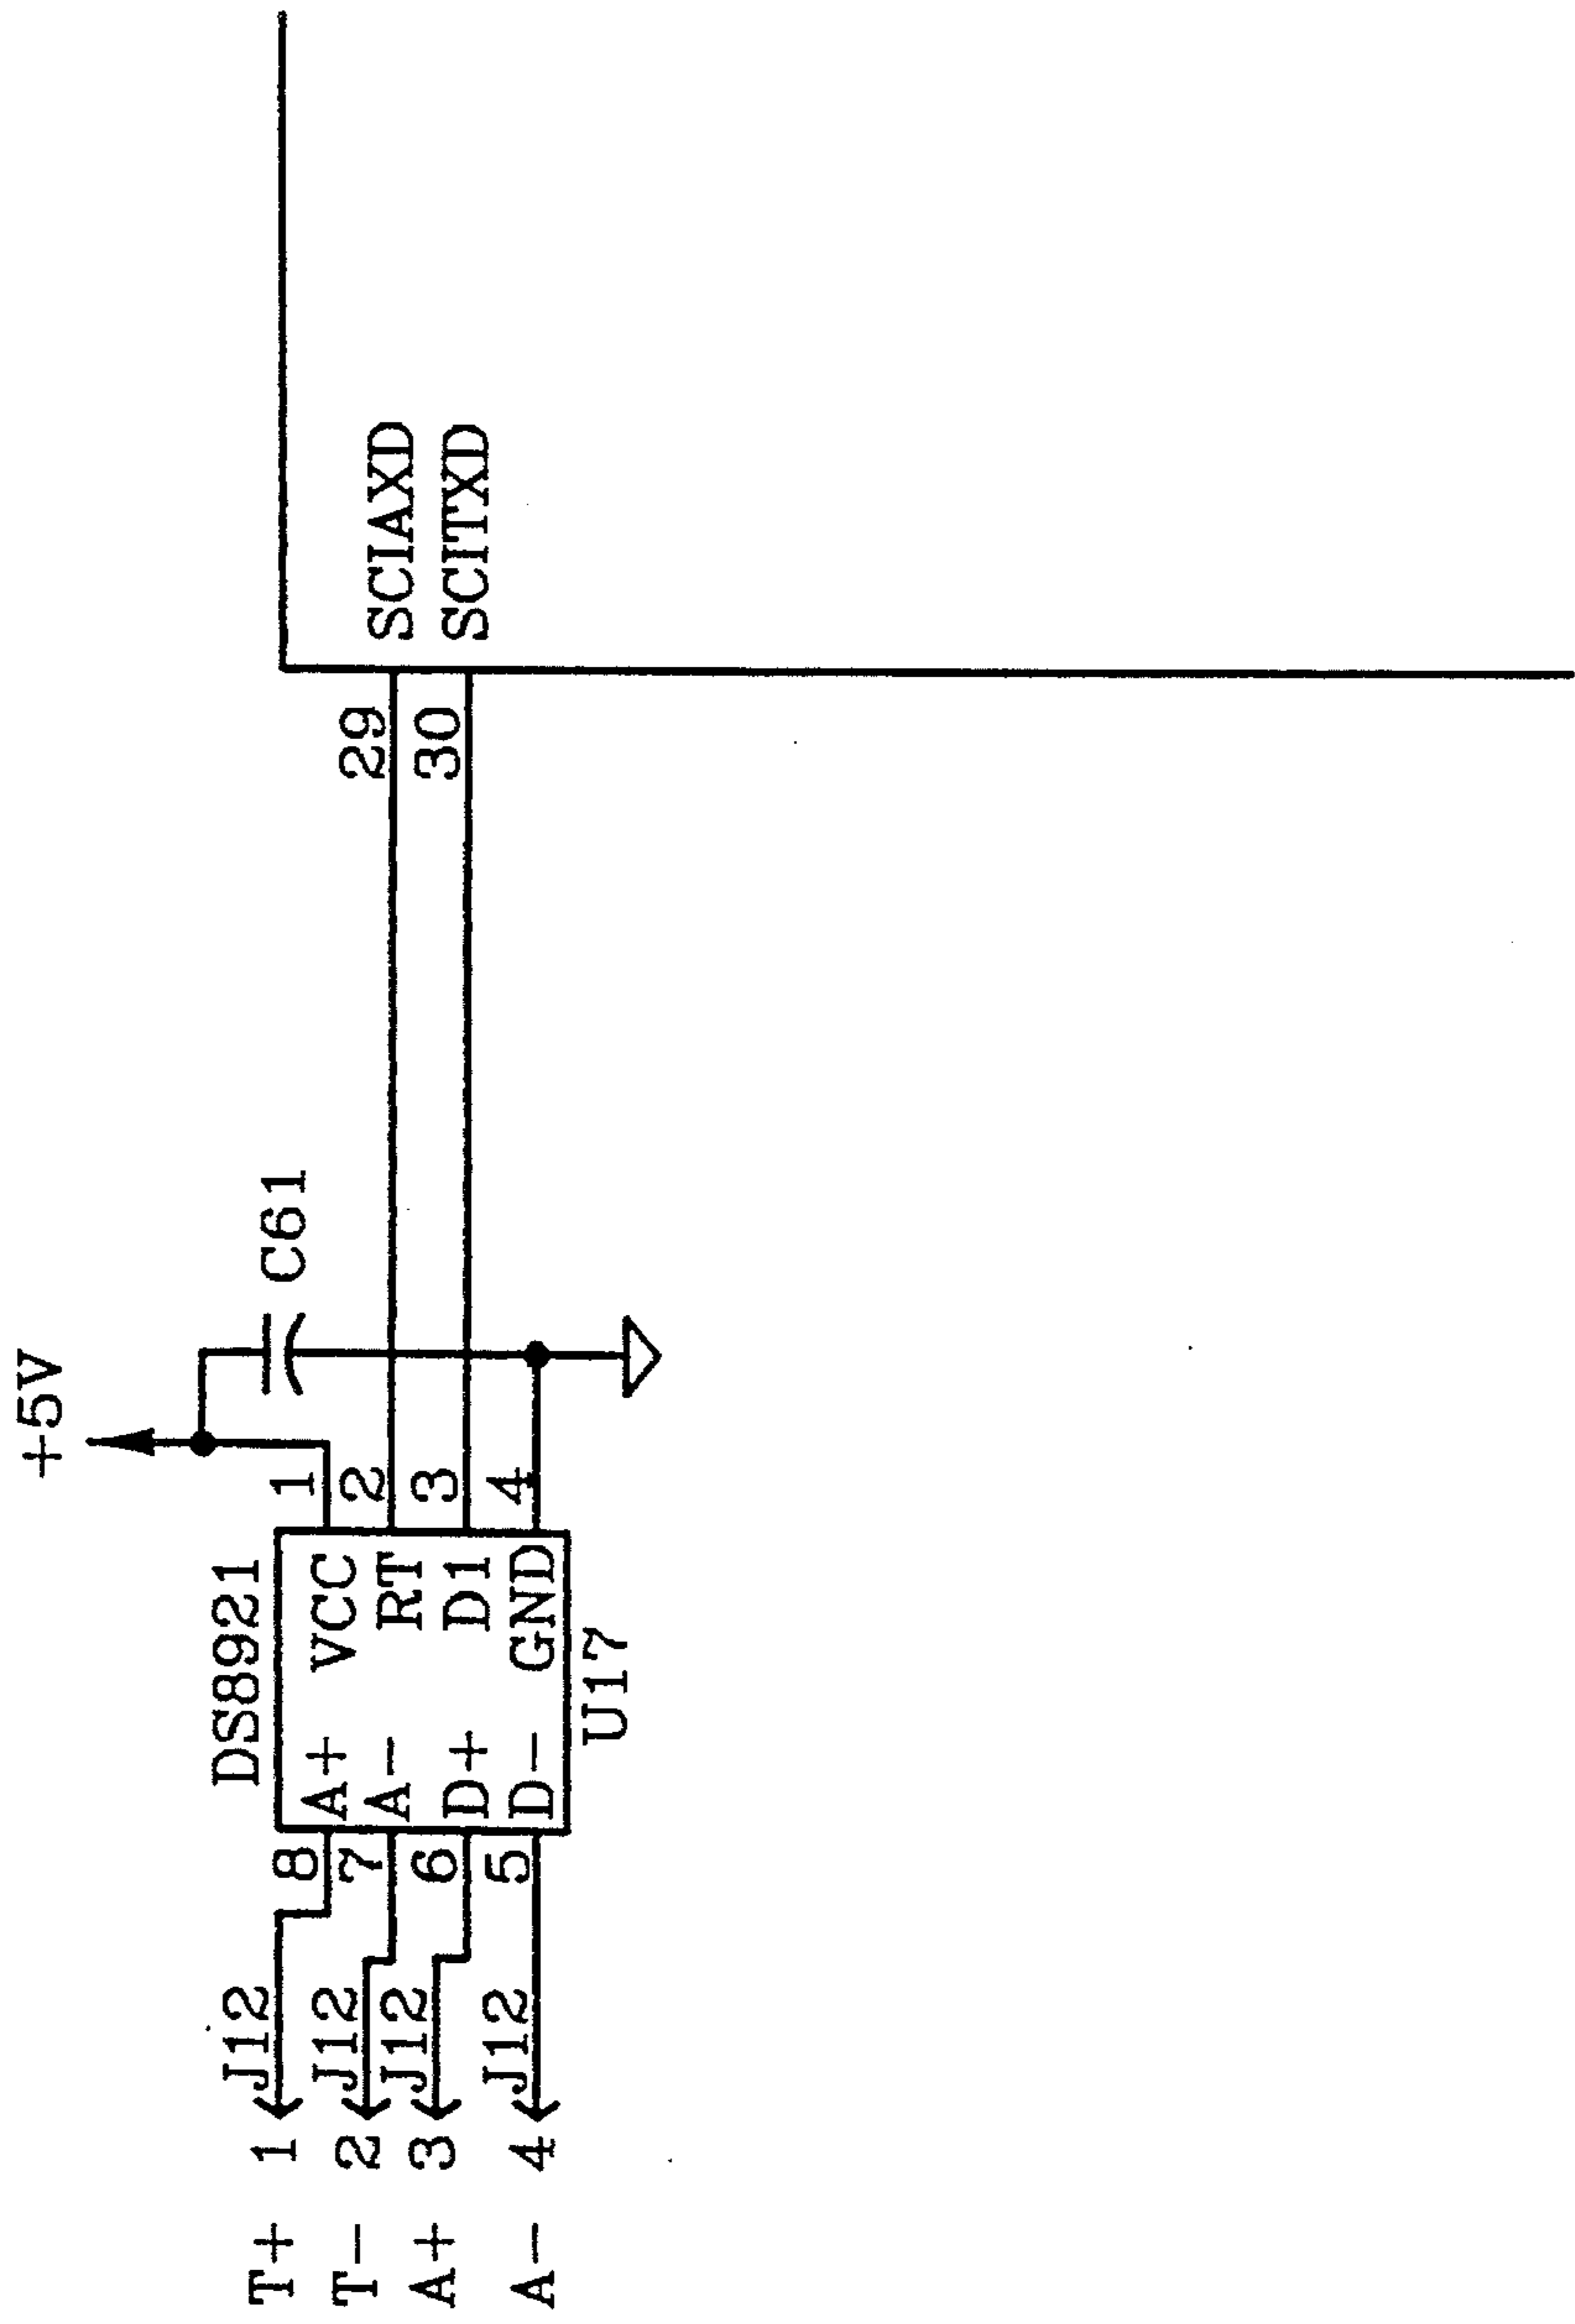 +5V
C61
DS8921
T+ 1 J12 8 A+ VCC 1
T- 2 J12 7 A- RT 2 29 SCIAXD
A+ 3 J12 6 D+ D1 3 30 SCITXD
A- 4 J12 5 D- GND 4
U17